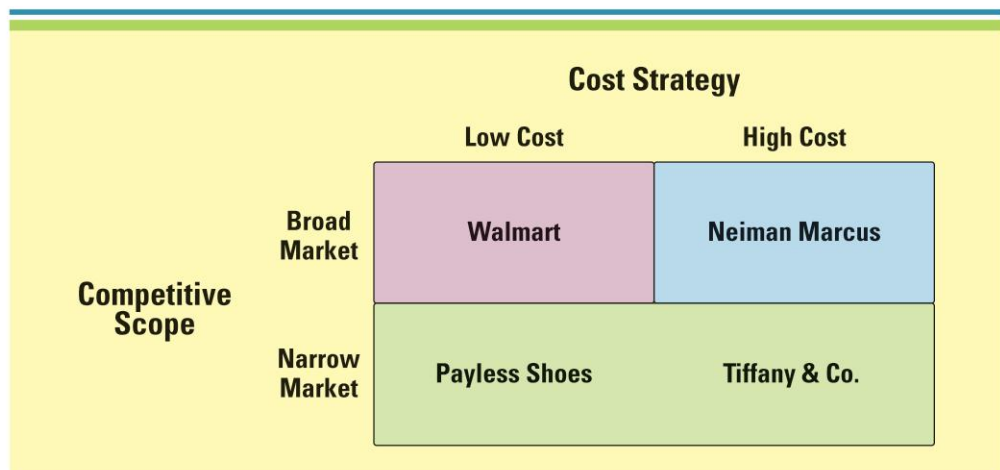 Cost Strategy
Low Cost
High Cost
Broad
Market
Walmart
Neiman Marcus
Competitive
Scope
Narrow
Market
Payless Shoes
Tiffany & Co.